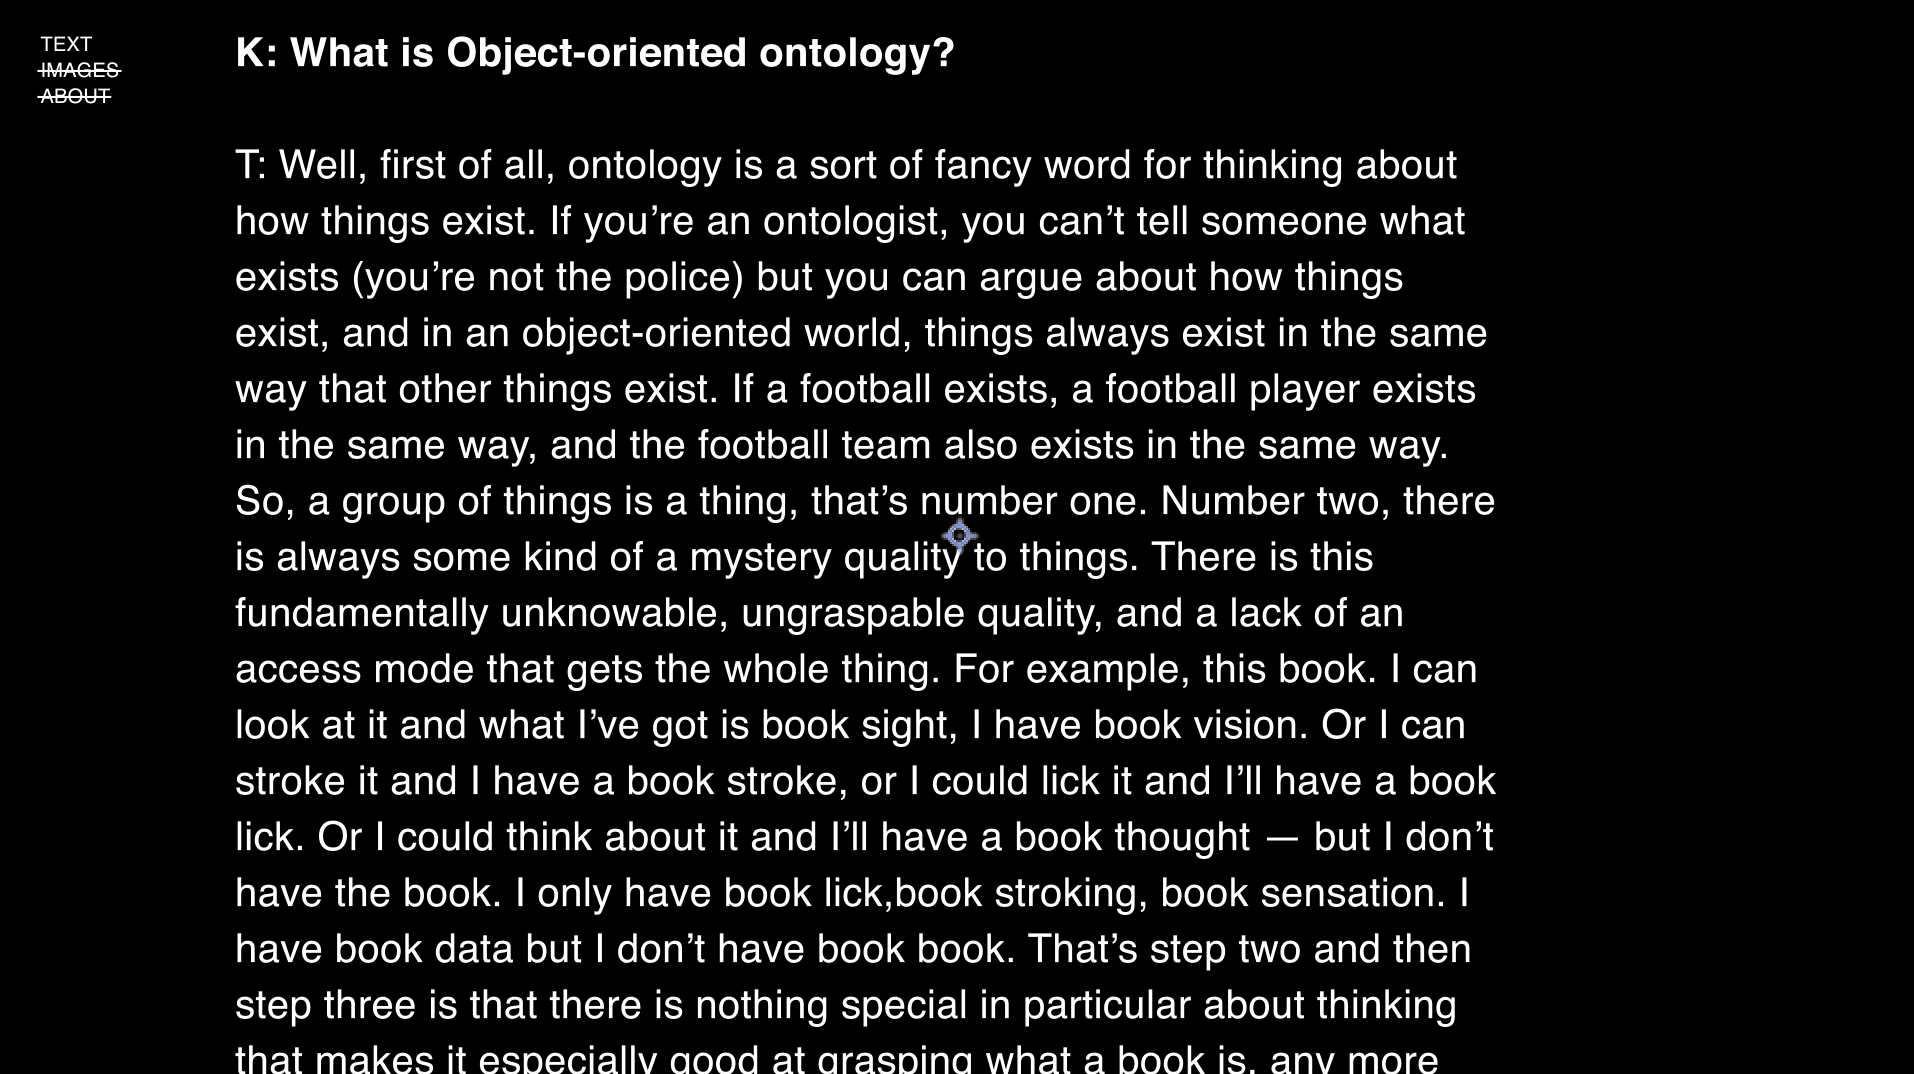 TEXT
IMAGES
ABOUT
K: What is Object-oriented ontology?
T: Well, first of all, ontology is a sort of fancy word for thinking about
how things exist. If you’re an ontologist, you can’t tell someone what
exists (you’re not the police) but you can argue about how things
exist, and in an object-oriented world, things always exist in the same
way that other things exist. If a football exists, a football player exists
in the same way, and the football team also exists in the same way.
So, a group of things is a thing, that’s number one. Number two, there
is always some kind of a mystery quality to things. There is this
fundamentally unknowable, ungraspable quality, and a lack of an
access mode that gets the whole thing. For example, this book. I can
look at it and what I’ve got is book sight, I have book vision. Or I can
stroke it and I have a book stroke, or I could lick it and I’ll have a book
lick. Or I could think about it and I’ll have a book thought — but I don’t
have the book. I only have book lick,book stroking, book sensation. I
have book data but I don’t have book book. That’s step two and then
step three is that there is nothing special in particular about thinking
that makes it especially good at grasping what a book is, any more